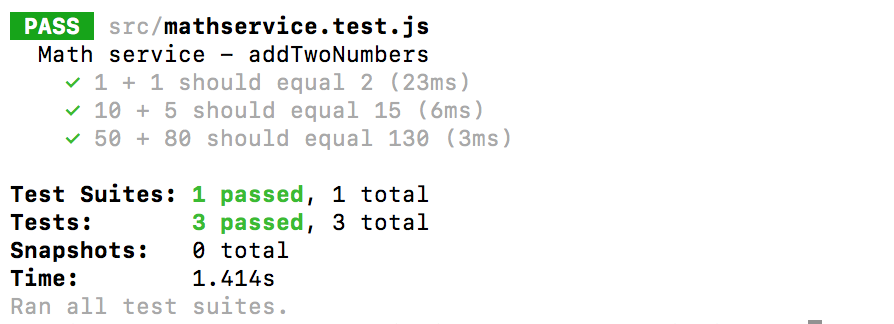 PASS src/mathservice.test.js
Math service – addTwoNumbers
✓ 1 + 1 should equal 2 (23ms)
✓ 10 + 5 should equal 15 (6ms)
✓ 50 + 80 should equal 130 (3ms)
Test Suites: 1 passed, 1 total
Tests: 3 passed, 3 total
Snapshots: 0 total
Time: 1.414s
Ran all test suites.